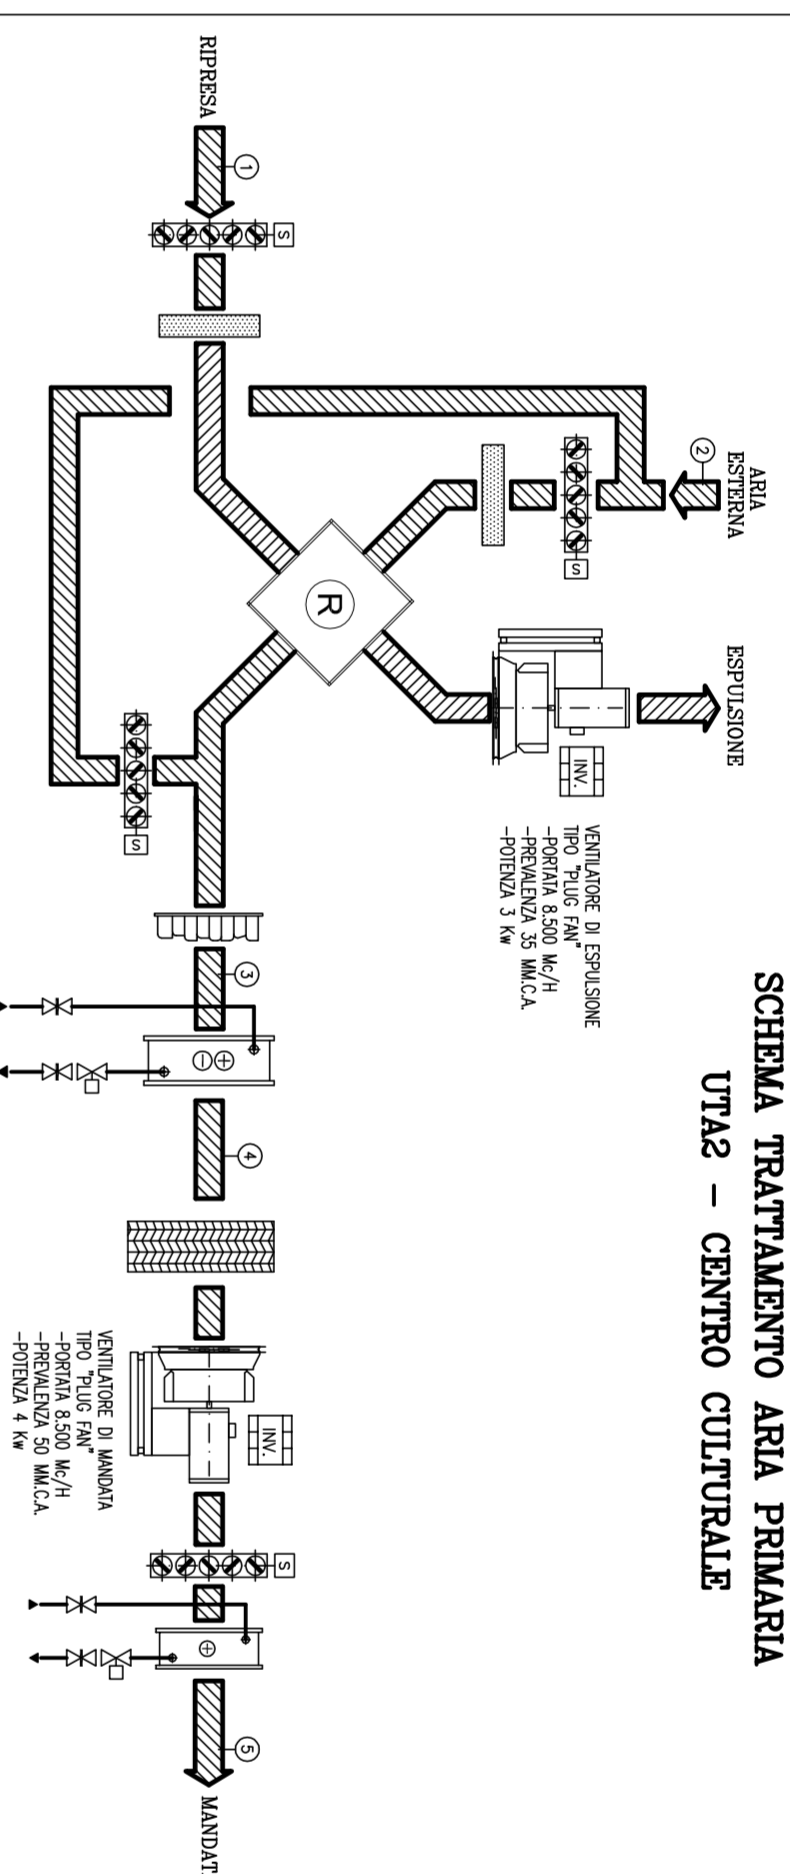 SCHEMA TRATTAMENTO ARIA PRIMARIA
UTA2 – CENTRO CULTURALE
RIPRESA
1
S
ARIA
ESTERNA
2
S
ESPULSIONE
R
INV.
VENTILATORE DI ESPULSIONE
TIPO "PLUG FAN"
-PORTATA 8.500 Mc/H
-PREVALENZA 35 MM.C.A.
-POTENZA 3 Kw
S
3
+ −
4
INV.
VENTILATORE DI MANDATA
TIPO "PLUG FAN"
-PORTATA 8.500 Mc/H
-PREVALENZA 50 MM.C.A.
-POTENZA 4 Kw
S
+
5
MANDATA